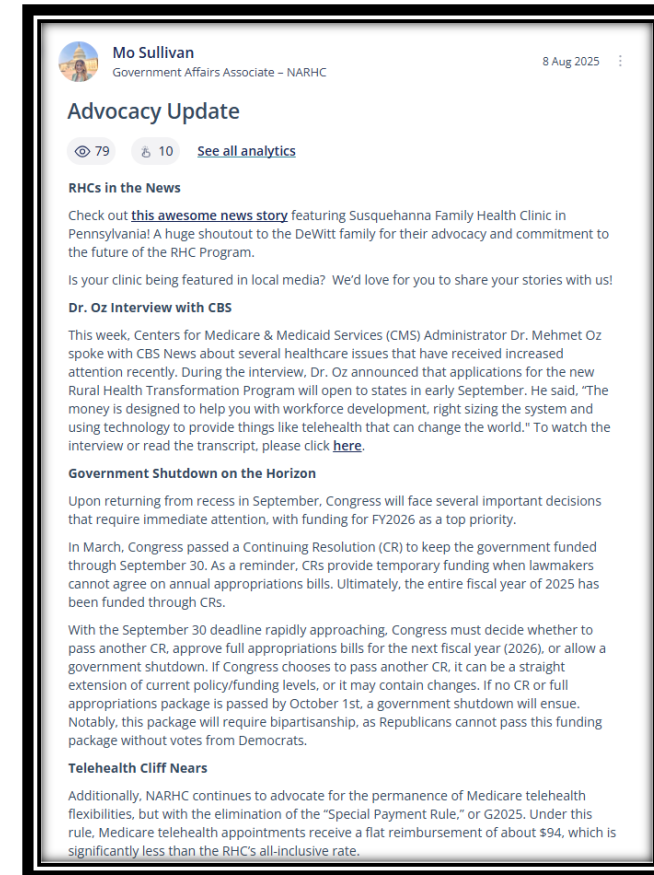 Mo Sullivan
Government Affairs Associate – NARHC
8 Aug 2025
Advocacy Update
79
10
See all analytics
RHCs in the News
Check out this awesome news story featuring Susquehanna Family Health Clinic in
Pennsylvania! A huge shoutout to the DeWitt family for their advocacy and commitment to
the future of the RHC Program.
Is your clinic being featured in local media?  We’d love for you to share your stories with us!
Dr. Oz Interview with CBS
This week, Centers for Medicare & Medicaid Services (CMS) Administrator Dr. Mehmet Oz
spoke with CBS News about several healthcare issues that have received increased
attention recently. During the interview, Dr. Oz announced that applications for the new
Rural Health Transformation Program will open to states in early September. He said, “The
money is designed to help you with workforce development, right sizing the system and
using technology to provide things like telehealth that can change the world." To watch the
interview or read the transcript, please click here.
Government Shutdown on the Horizon
Upon returning from recess in September, Congress will face several important decisions
that require immediate attention, with funding for FY2026 as a top priority.
In March, Congress passed a Continuing Resolution (CR) to keep the government funded
through September 30. As a reminder, CRs provide temporary funding when lawmakers
cannot agree on annual appropriations bills. Ultimately, the entire fiscal year of 2025 has
been funded through CRs.
With the September 30 deadline rapidly approaching, Congress must decide whether to
pass another CR, approve full appropriations bills for the next fiscal year (2026), or allow a
government shutdown. If Congress chooses to pass another CR, it can be a straight
extension of current policy/funding levels, or it may contain changes. If no CR or full
appropriations package is passed by October 1st, a government shutdown will ensue.
Notably, this package will require bipartisanship, as Republicans cannot pass this funding
package without votes from Democrats.
Telehealth Cliff Nears
Additionally, NARHC continues to advocate for the permanence of Medicare telehealth
flexibilities, but with the elimination of the “Special Payment Rule,” or G2025. Under this
rule, Medicare telehealth appointments receive a flat reimbursement of about $94, which is
significantly less than the RHC’s all-inclusive rate.